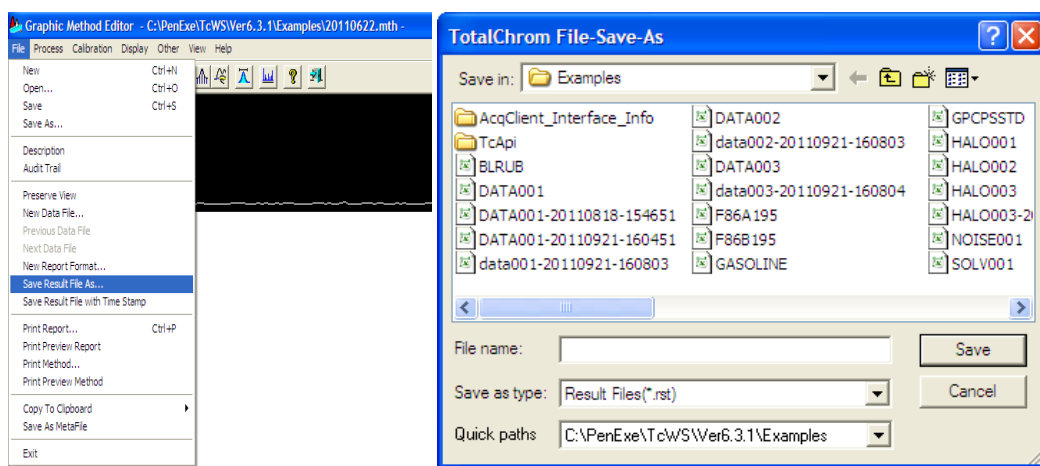 Graphic Method Editor - C:\PenExe\TcWS\Ver6.3.1\Examples\20110622.mth -
File Process Calibration Display Other View Help
New Ctrl+N
Open... Ctrl+O
Save Ctrl+S
Save As...
Description
Audit Trail
Preserve View
New Data File...
Previous Data File
Next Data File
New Report Format...
Save Result File As...
Save Result File with Time Stamp
Print Report... Ctrl+P
Print Preview Report
Print Method...
Print Preview Method
Copy To Clipboard
Save As MetaFile
Exit
TotalChrom File-Save-As
Save in: Examples
AcqClient_Interface_Info DATA002 GPCPSSTD
TcApi data002-20110921-160803 HALO001
BLRUB DATA003 HALO002
DATA001 data003-20110921-160804 HALO003
DATA001-20110818-154651 F86A195 HALO003-2
DATA001-20110921-160451 F86B195 NOISE001
data001-20110921-160803 GASOLINE SOLV001
File name: Save
Save as type: Result Files(*.rst) Cancel
Quick paths C:\PenExe\TcWS\Ver6.3.1\Examples